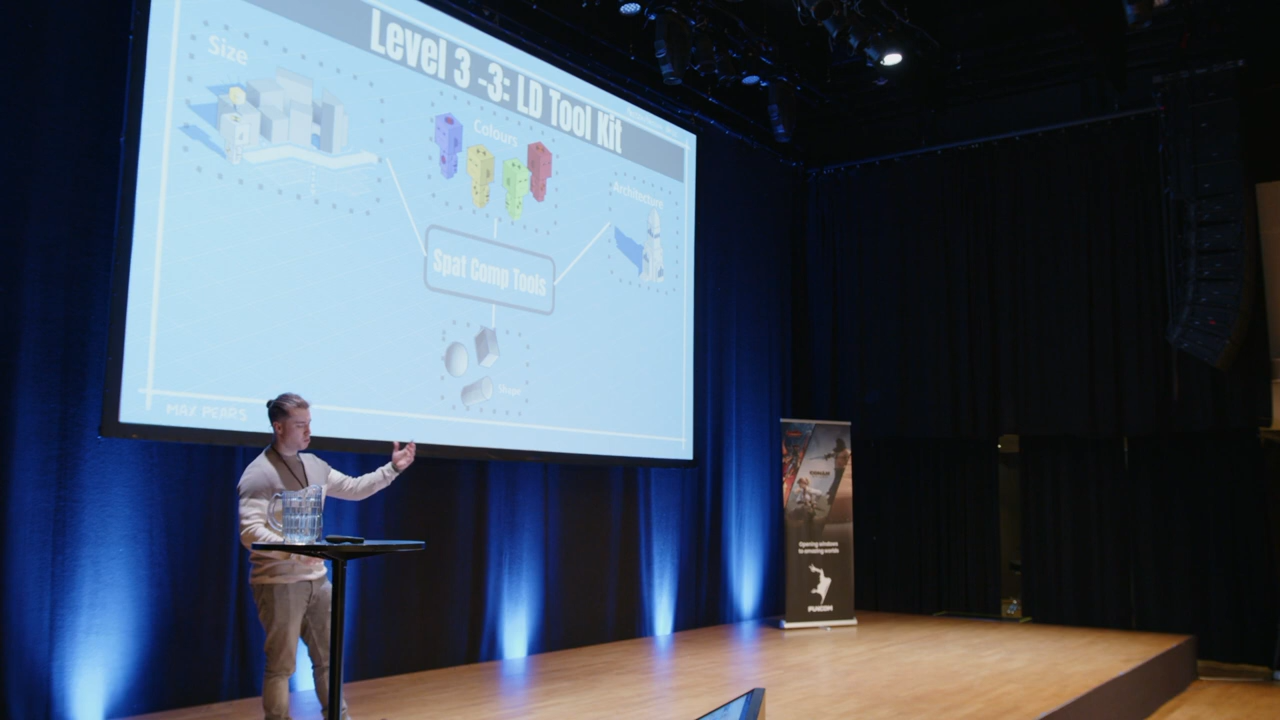 Level 3 -3: LD Tool Kit
Size
Colours
Architecture
Spat Comp Tools
Shape
MAX PEARS
CONAN
Opening windows
to amazing worlds
FUNCOM